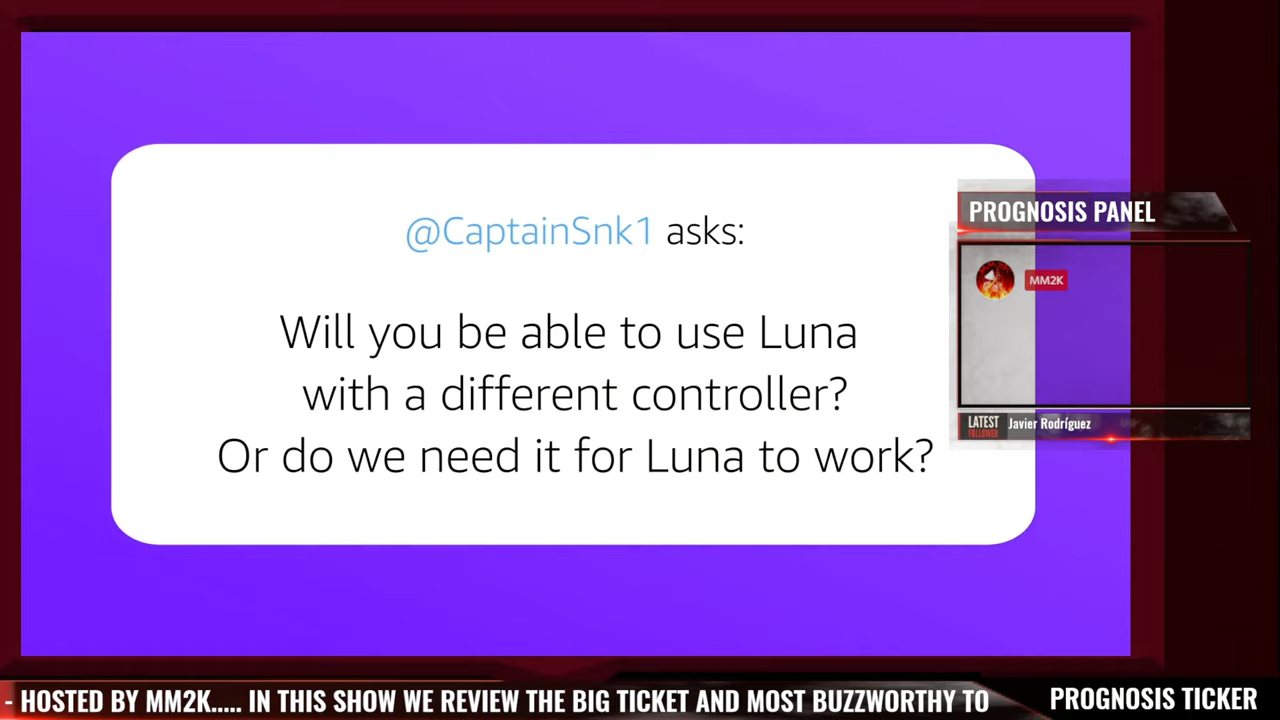 @CaptainSnk1 asks:
Will you be able to use Luna
with a different controller?
Or do we need it for Luna to work?
PROGNOSIS PANEL
MM2K
LATEST
FOLLOWER
Javier Rodríguez
- HOSTED BY MM2K..... IN THIS SHOW WE REVIEW THE BIG TICKET AND MOST BUZZWORTHY TO
PROGNOSIS TICKER